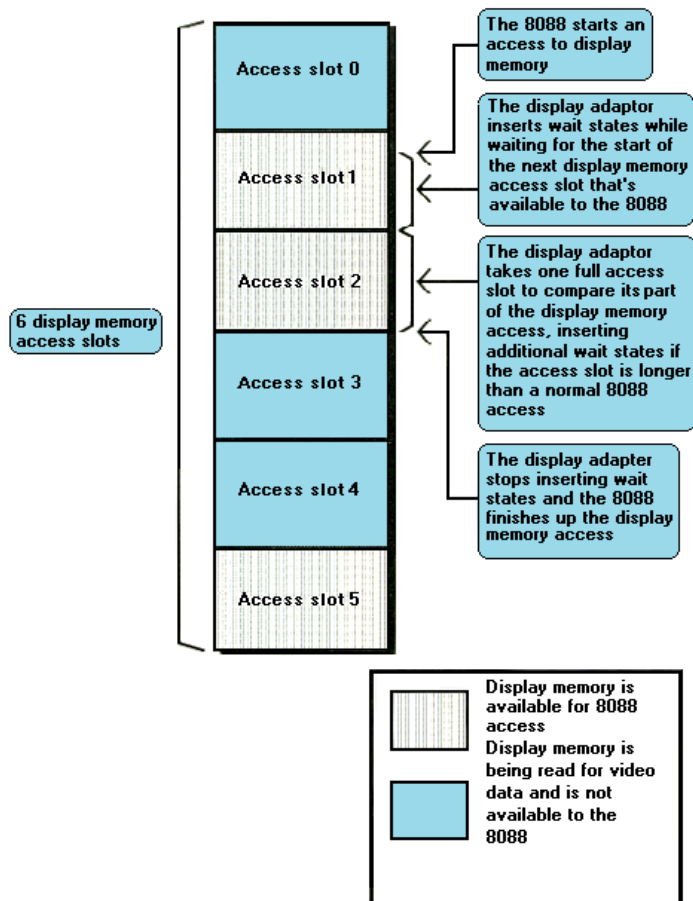 Access slot 0
Access slot 1
Access slot 2
Access slot 3
Access slot 4
Access slot 5
6 display memory
access slots
The 8088 starts an
access to display
memory
The display adaptor
inserts wait states while
waiting for the start of
the next display memory
access slot that's
available to the 8088
The display adaptor
takes one full access
slot to compare its part
of the display memory
access, inserting
additional wait states if
the access slot is longer
than a normal 8088
access
The display adapter
stops inserting wait
states and the 8088
finishes up the display
memory access
Display memory is
available for 8088
access
Display memory is
being read for video
data and is not
available to the
8088